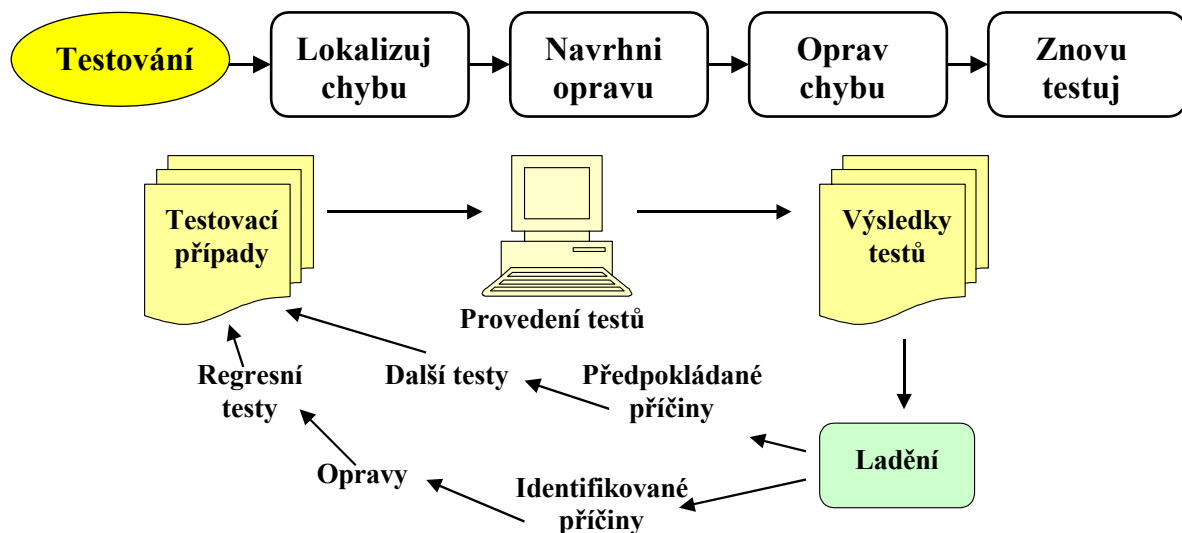 Testování
Lokalizuj
chybu
Navrhni
opravu
Oprav
chybu
Znovu
testuj
Testovací
případy
Provedení testů
Výsledky
testů
Regresní
testy
Další testy
Předpokládané
příčiny
Ladění
Opravy
Identifikované
příčiny